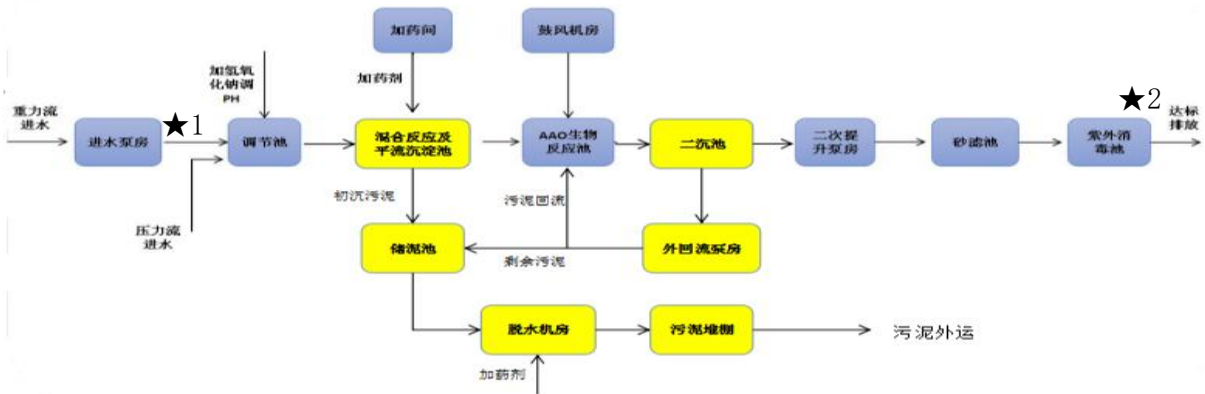 加药间
鼓风机房
加氢氧
化钠调
PH
加药剂
★1
★2
达标
排放
重力流
进水
进水泵房
调节池
混合反应及
平流沉淀池
AAO生物
反应池
二沉池
二次提
升泵房
砂滤池
紫外消
毒池
初沉污泥
污泥回流
压力流
进水
储泥池
剩余污泥
外回流泵房
脱水机房
污泥堆棚
污泥外运
加药剂